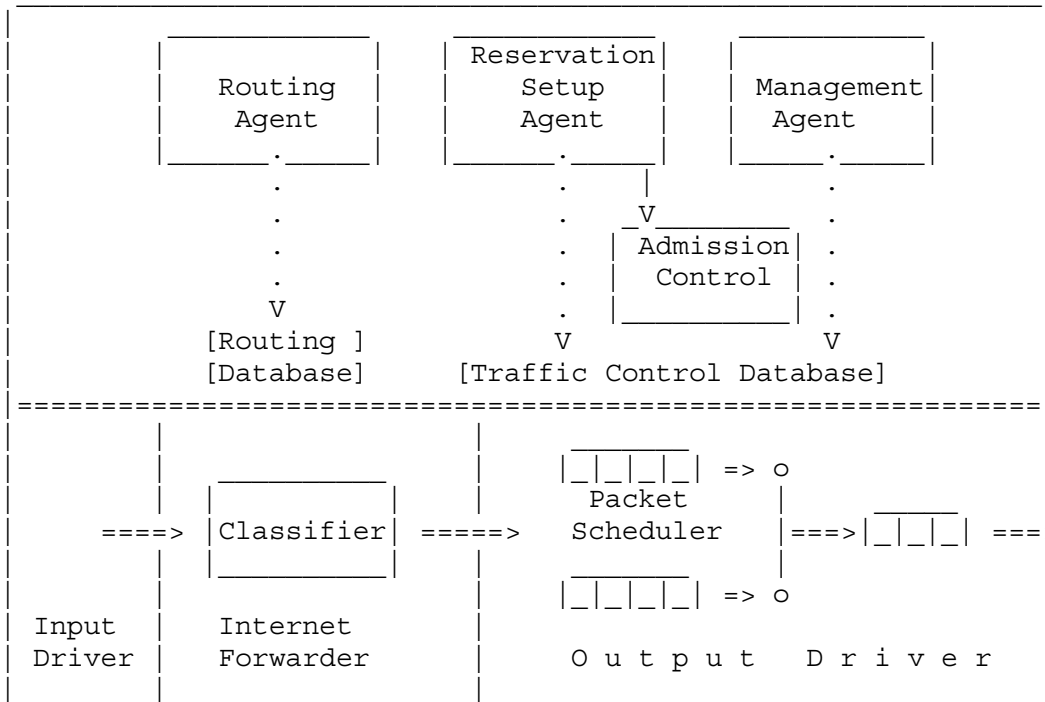 Reservation
Routing Setup Management
Agent Agent Agent
Admission
Control
[Routing ]
[Database] [Traffic Control Database]
Packet
Classifier Scheduler
Input Internet
Driver Forwarder O u t p u t D r i v e r